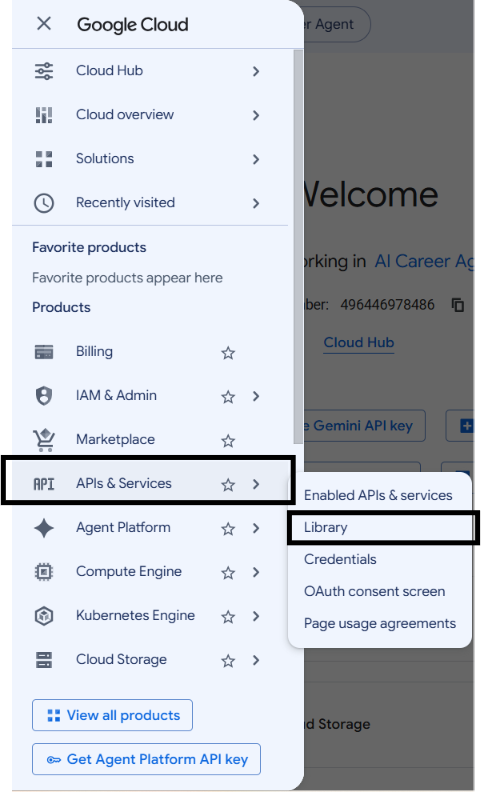 Google Cloud
Cloud Hub
Cloud overview
Solutions
Recently visited
Favorite products
Favorite products appear here
Products
Billing
IAM & Admin
Marketplace
API APIs & Services
Agent Platform
Compute Engine
Kubernetes Engine
Cloud Storage
View all products
Get Agent Platform API key
Enabled APIs & services
Library
Credentials
OAuth consent screen
Page usage agreements
Agent
Welcome
orking in AI Career Ag
ber: 496446978486
Cloud Hub
e Gemini API key
d Storage